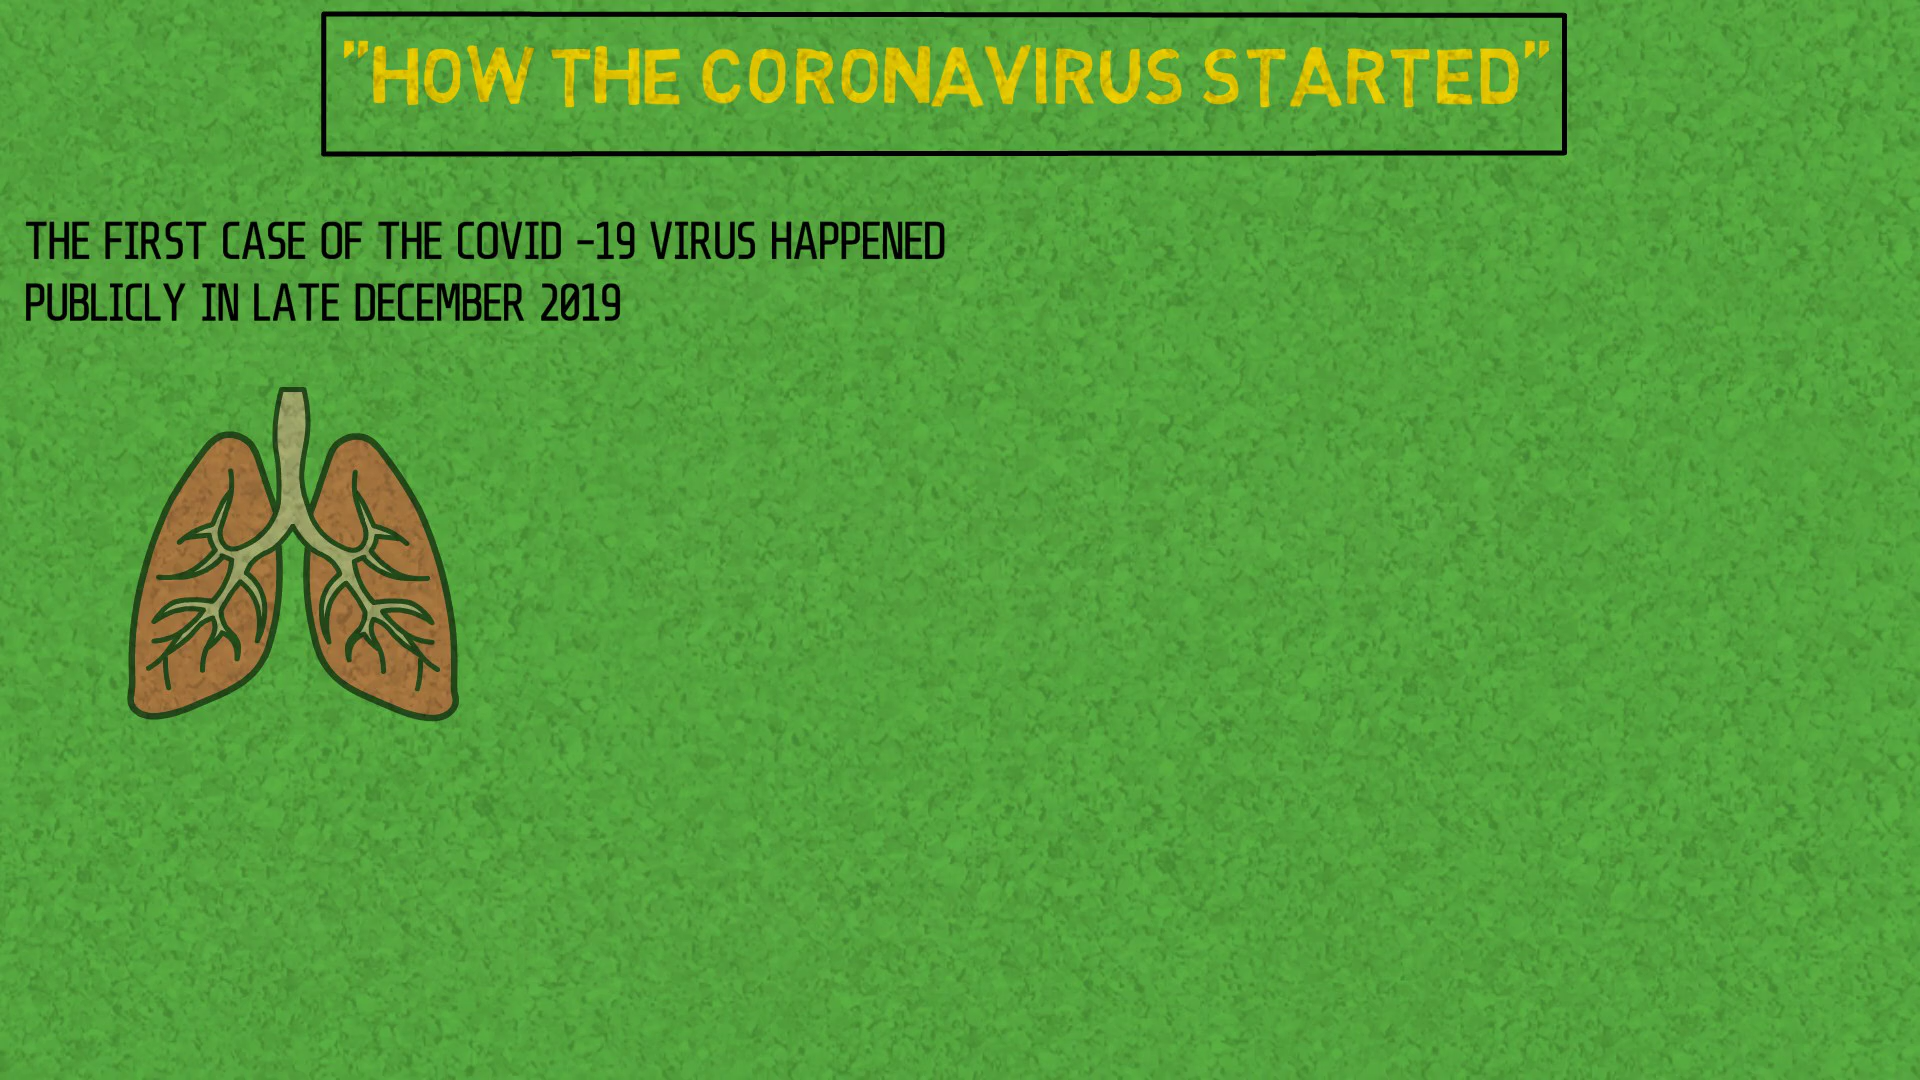 "HOW THE CORONAVIRUS STARTED"
THE FIRST CASE OF THE COVID -19 VIRUS HAPPENED
PUBLICLY IN LATE DECEMBER 2019